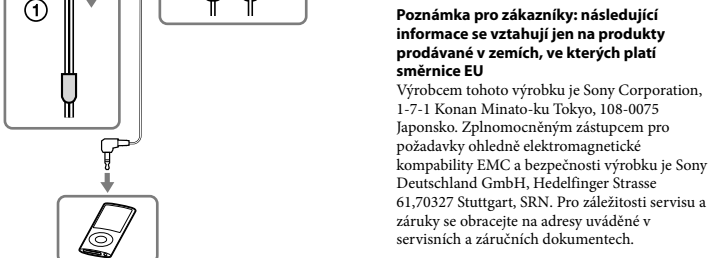 1
Poznámka pro zákazníky: následující
informace se vztahují jen na produkty
prodávané v zemích, ve kterých platí
směrnice EU
Výrobcem tohoto výrobku je Sony Corporation,
1-7-1 Konan Minato-ku Tokyo, 108-0075
Japonsko. Zplnomocněným zástupcem pro
požadavky ohledně elektromagnetické
kompability EMC a bezpečnosti výrobku je Sony
Deutschland GmbH, Hedelfinger Strasse
61,70327 Stuttgart, SRN. Pro záležitosti servisu a
záruky se obracejte na adresy uváděné v
servisních a záručních dokumentech.